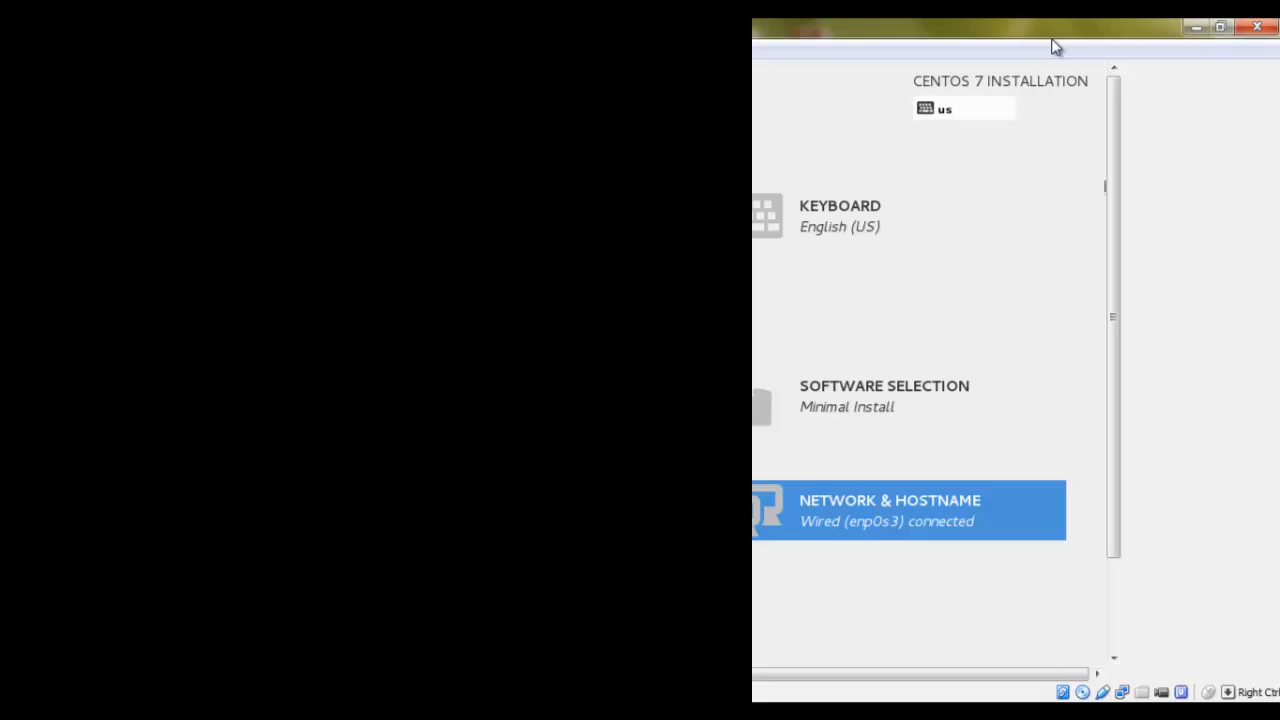 CENTOS 7 INSTALLATION
us
KEYBOARD
English (US)
SOFTWARE SELECTION
Minimal Install
NETWORK & HOSTNAME
Wired (enp0s3) connected
Right Ctrl